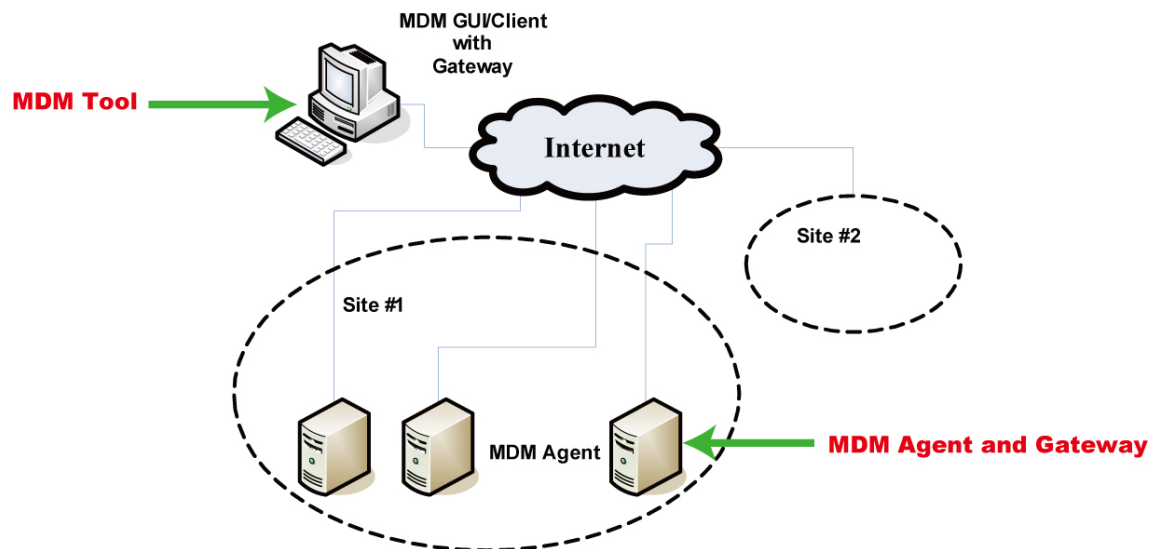 MDM GUI/Client
with
Gateway
MDM Tool
Internet
Site #2
Site #1
MDM Agent
MDM Agent and Gateway